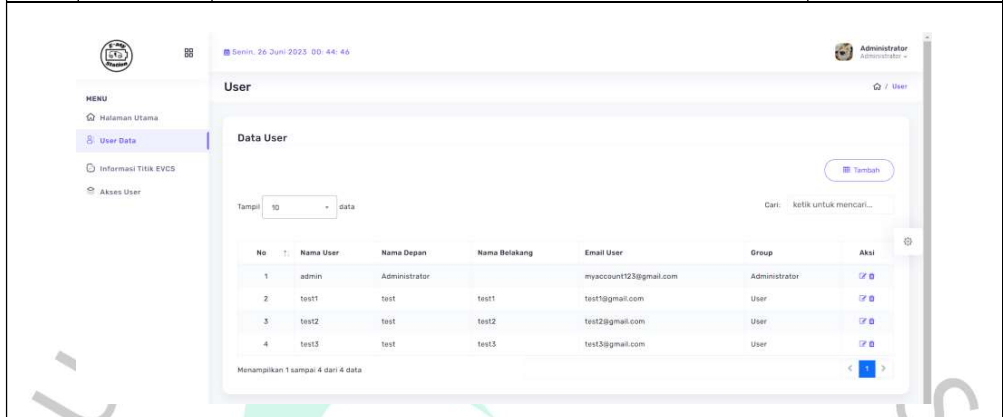 E-Map
Station
Senin, 26 Juni 2023 00: 44: 46
Administrator
Administrator
User
/ User
MENU
Halaman Utama
User Data
Informasi Titik EVCS
Akses User
Data User
Tambah
Tampil 10 data
Cari: ketik untuk mencari...
No Nama User Nama Depan Nama Belakang Email User Group Aksi
1 admin Administrator myaccount123@gmail.com Administrator
2 test1 test test1 test1@gmail.com User
3 test2 test test2 test2@gmail.com User
4 test3 test test3 test3@gmail.com User
Menampilkan 1 sampai 4 dari 4 data
< 1 >